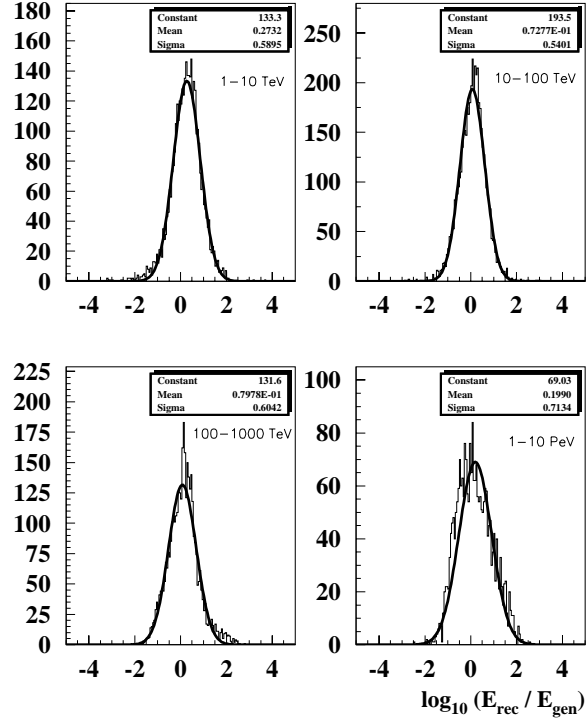 Constant 133.3
Mean 0.2732
Sigma 0.5895
1-10 TeV
180
160
140
120
100
80
60
40
20
0
-4 -2 0 2 4
Constant 193.5
Mean 0.7277E-01
Sigma 0.5401
10-100 TeV
250
200
150
100
50
0
-4 -2 0 2 4
Constant 131.6
Mean 0.7978E-01
Sigma 0.6042
100-1000 TeV
225
200
175
150
125
100
75
50
25
0
-4 -2 0 2 4
Constant 69.03
Mean 0.1990
Sigma 0.7134
1-10 PeV
100
80
60
40
20
0
-4 -2 0 2 4
log10 (Erec / Egen)